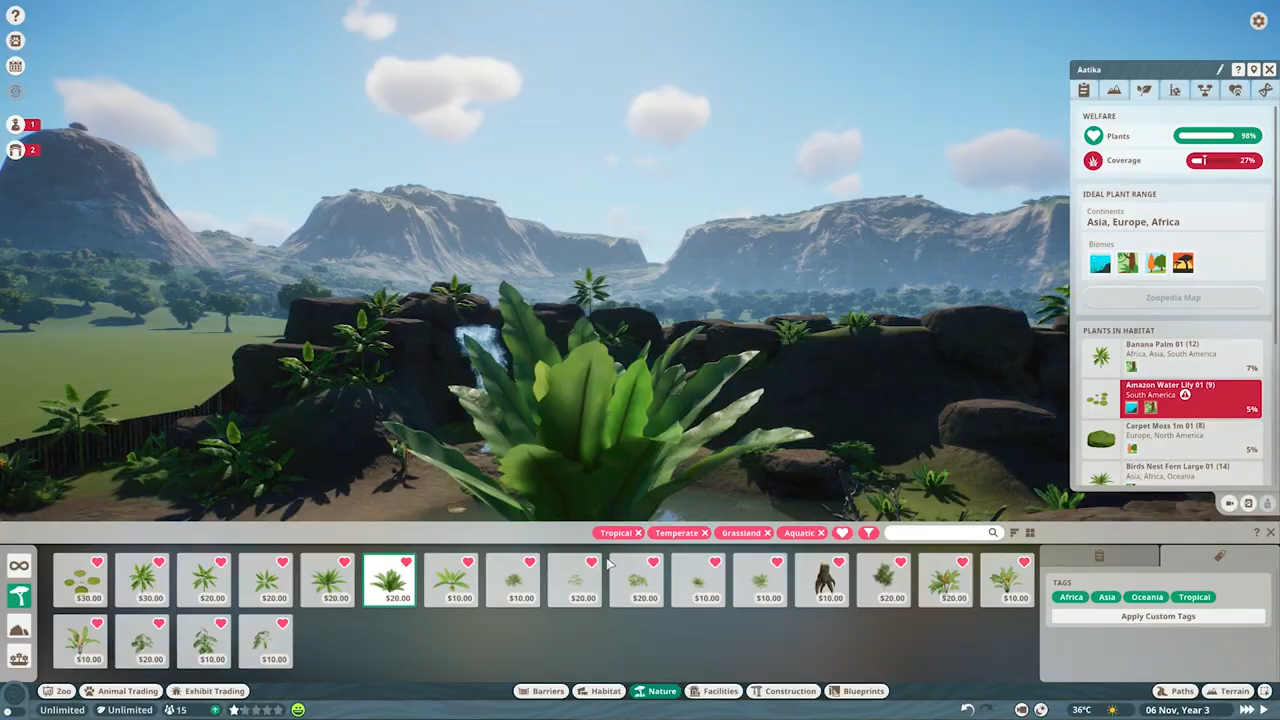 ?
1
2
Aatika
?
WELFARE
Plants 98%
Coverage 27%
IDEAL PLANT RANGE
Continents
Asia, Europe, Africa
Biomes
Zoopedia Map
PLANTS IN HABITAT
Banana Palm 01 (12)
Africa, Asia, South America
7%
Amazon Water Lily 01 (9)
South America
5%
Carpet Moss 1m 01 (8)
Europe, North America
5%
Birds Nest Fern Large 01 (14)
Asia, Africa, Oceania
Tropical Temperate Grassland Aquatic
?
$30.00 $30.00 $20.00 $20.00 $20.00 $20.00 $10.00 $10.00 $20.00 $20.00 $10.00 $10.00 $10.00 $20.00 $20.00 $10.00
$10.00 $20.00 $10.00 $10.00
TAGS
Africa Asia Oceania Tropical
Apply Custom Tags
Zoo Animal Trading Exhibit Trading Barriers Habitat Nature Facilities Construction Blueprints Paths Terrain
Unlimited Unlimited 15 36°C 06 Nov, Year 3